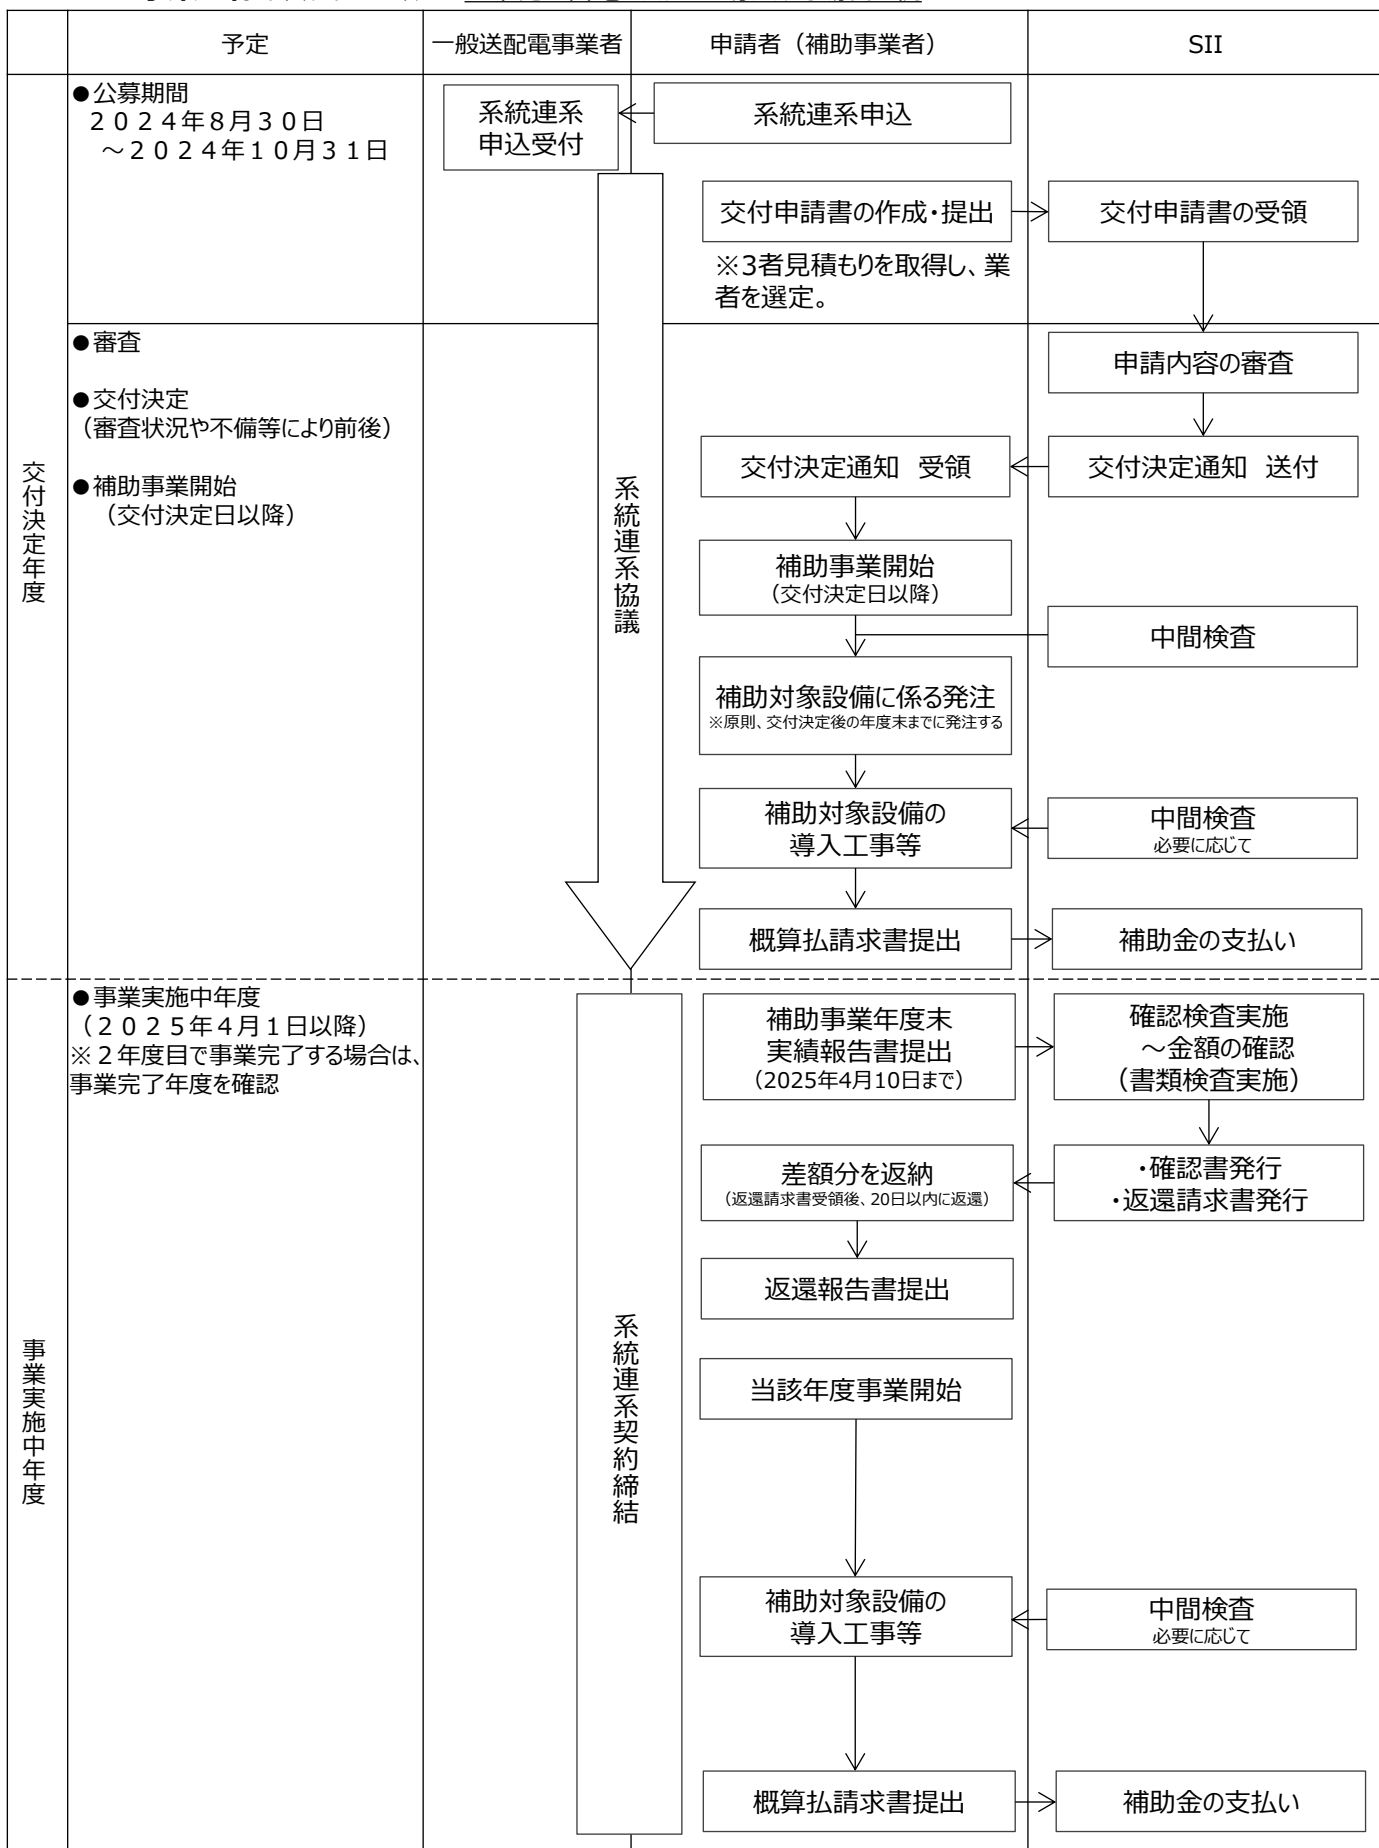 予定
一般送配電事業者
申請者（補助事業者）
SII
●公募期間
２０２４年８月３０日
～２０２４年１０月３１日
系統連系
申込受付
系統連系申込
交付申請書の作成・提出
交付申請書の受領
※3者見積もりを取得し、業
者を選定。
交付決定年度
●審査
●交付決定
（審査状況や不備等により前後）
●補助事業開始
（交付決定日以降）
系統連系協議
申請内容の審査
交付決定通知　受領
交付決定通知　送付
補助事業開始
（交付決定日以降）
中間検査
補助対象設備に係る発注
※原則、交付決定後の年度末までに発注する
補助対象設備の
導入工事等
中間検査
必要に応じて
概算払請求書提出
補助金の支払い
事業実施中年度
●事業実施中年度
（２０２５年４月１日以降）
※２年度目で事業完了する場合は、
事業完了年度を確認
系統連系契約締結
補助事業年度末
実績報告書提出
（2025年4月10日まで）
確認検査実施
～金額の確認
（書類検査実施）
差額分を返納
（返還請求書受領後、20日以内に返還）
・確認書発行
・返還請求書発行
返還報告書提出
当該年度事業開始
補助対象設備の
導入工事等
中間検査
必要に応じて
概算払請求書提出
補助金の支払い